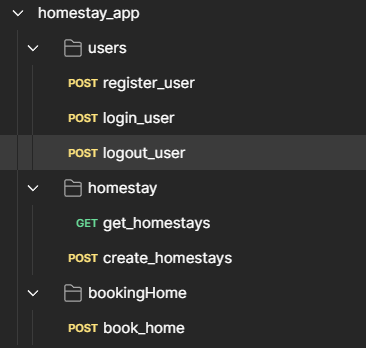 homestay_app
users
POST register_user
POST login_user
POST logout_user
homestay
GET get_homestays
POST create_homestays
bookingHome
POST book_home